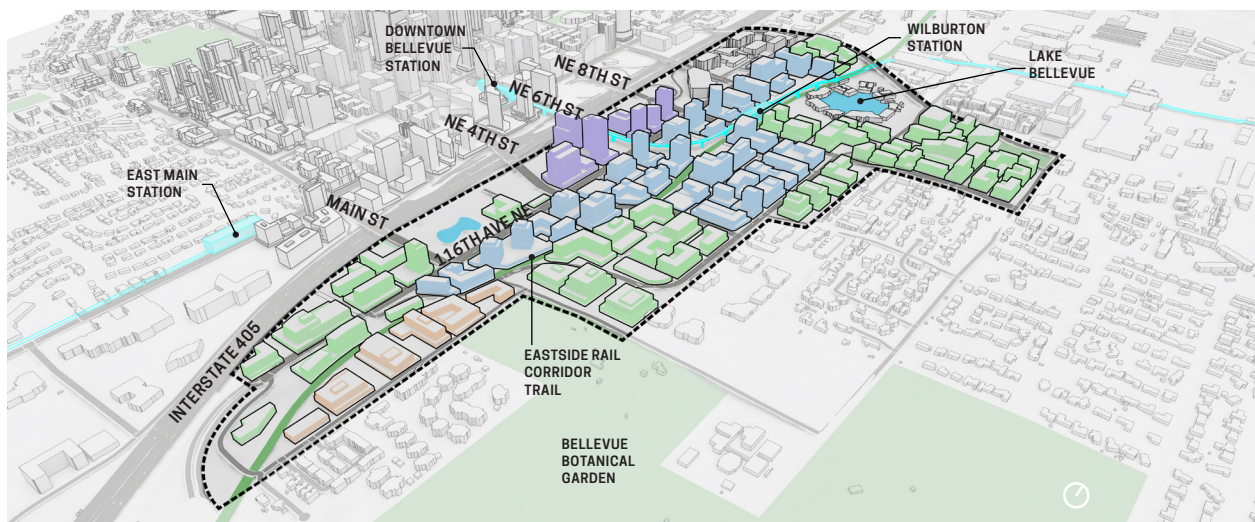 DOWNTOWN
BELLEVUE
STATION
WILBURTON
STATION
LAKE
BELLEVUE
NE 8TH ST
NE 6TH ST
NE 4TH ST
EAST MAIN
STATION
MAIN ST
116TH AVE NE
INTERSTATE 405
EASTSIDE RAIL
CORRIDOR
TRAIL
BELLEVUE
BOTANICAL
GARDEN